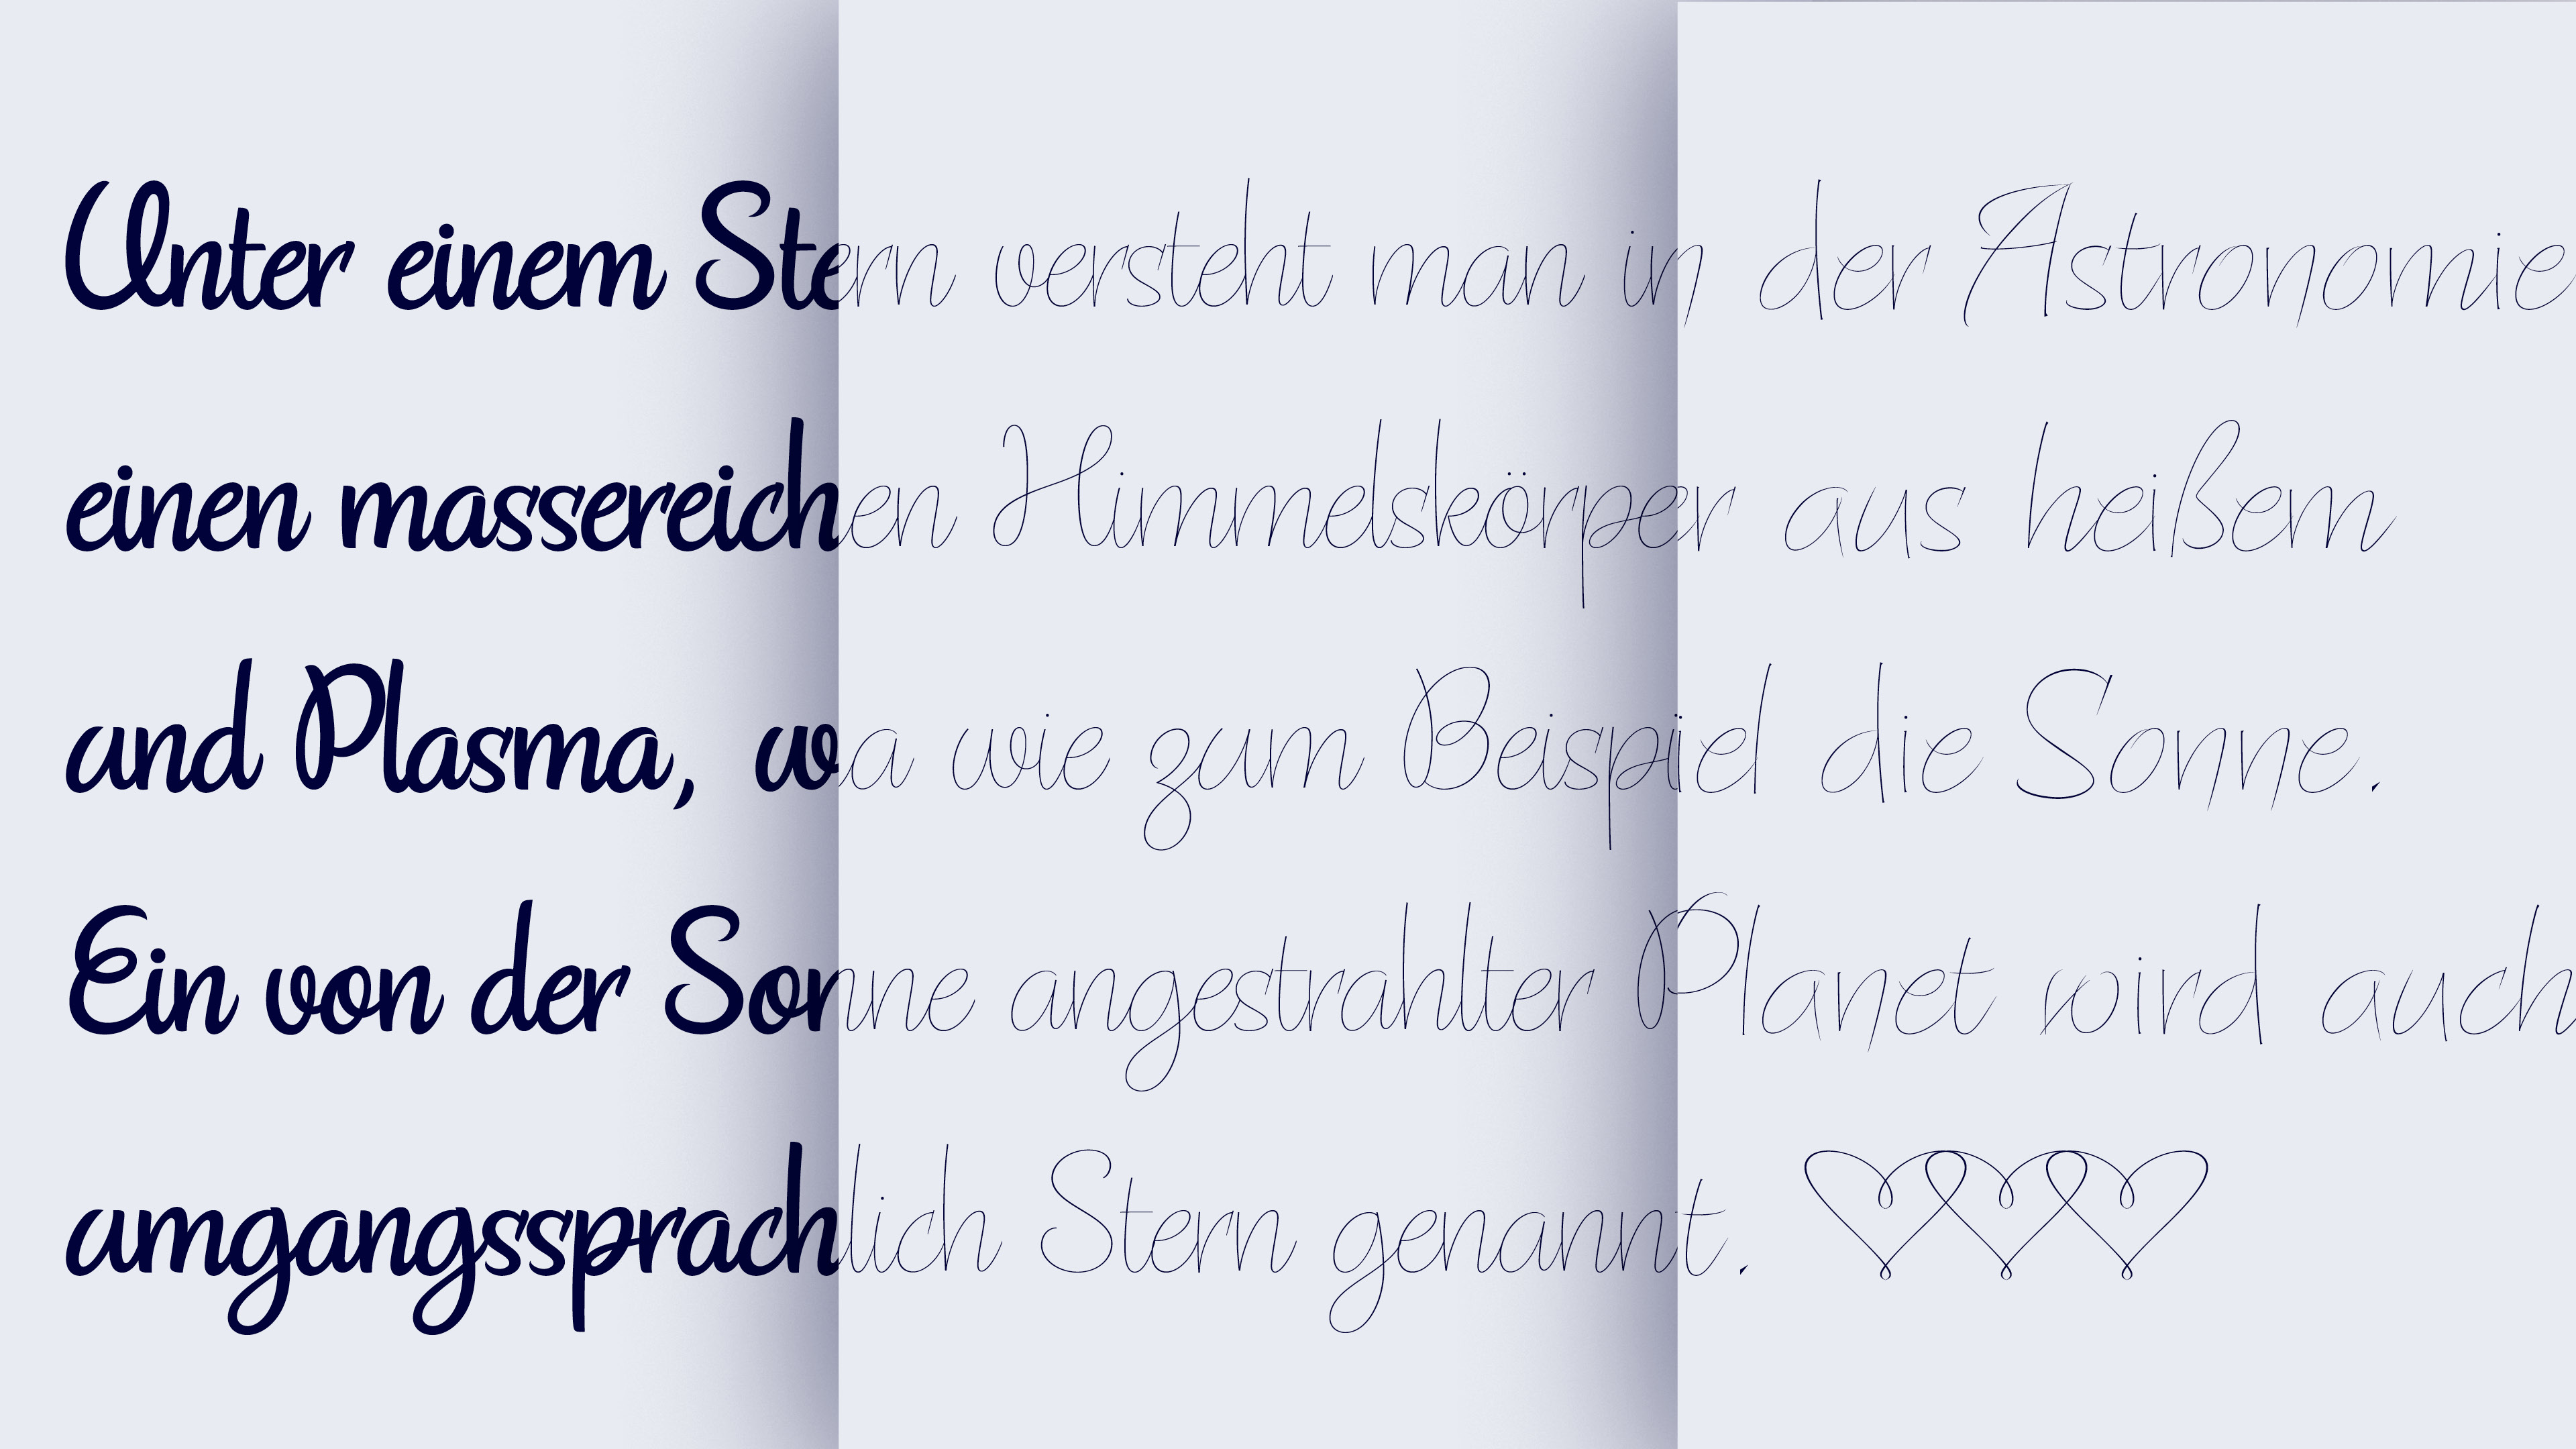 Unter einem Stern versteht man in der Astronomie
einen massereichen Himmelskörper aus heißem
und Plasma, wa wie zum Beispiel die Sonne.
Ein von der Sonne angestrahlter Planet wird auch
umgangssprachlich Stern genannt.